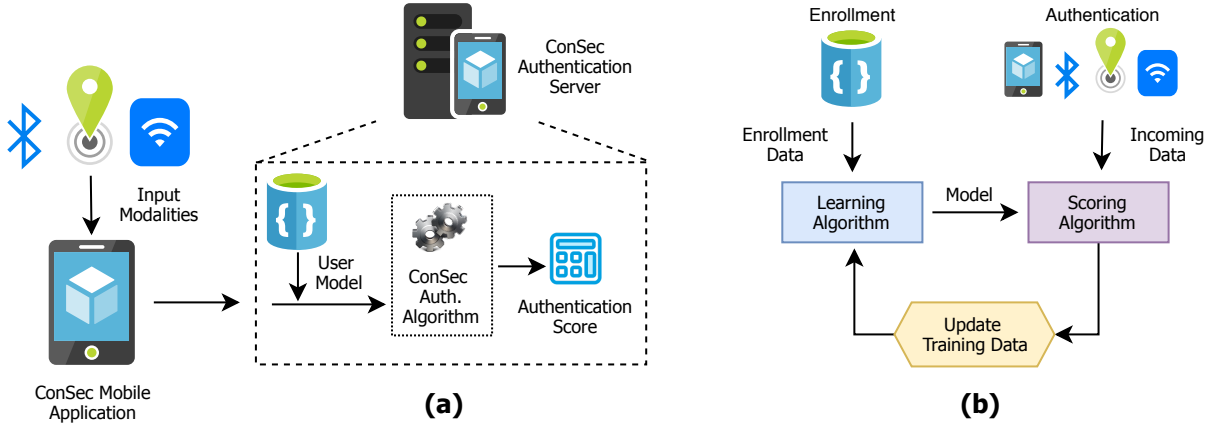 ConSec
Authentication
Server
Input
Modalities
{ }
User
Model
ConSec
Auth.
Algorithm
Authentication
Score
ConSec Mobile
Application
(a)
Enrollment
Authentication
{ }
Enrollment
Data
Incoming
Data
Learning
Algorithm
Model
Scoring
Algorithm
Update
Training Data
(b)